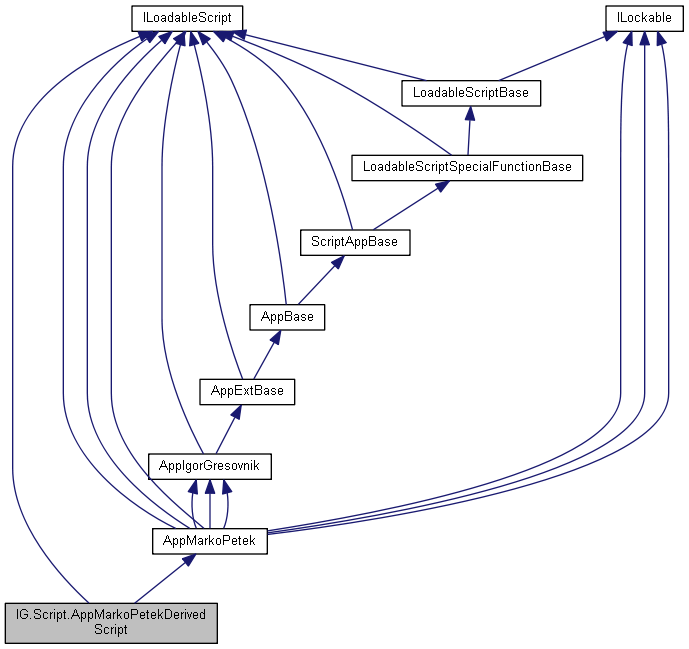 ILoadableScript
ILockable
LoadableScriptBase
LoadableScriptSpecialFunctionBase
ScriptAppBase
AppBase
AppExtBase
AppIgorGresovnik
AppMarkoPetek
IG.Script.AppMarkoPetekDerived
Script